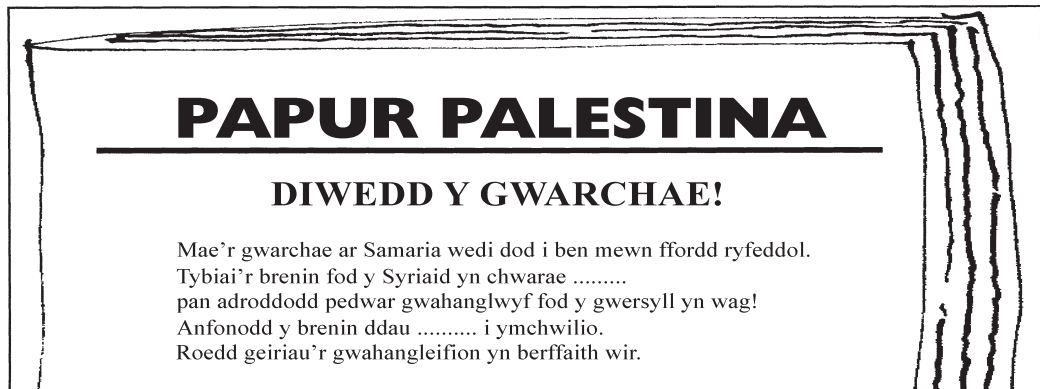 PAPUR PALESTINA
DIWEDD Y GWARCHAE!
Mae'r gwarchae ar Samaria wedi dod i ben mewn ffordd ryfeddol.
Tybiai'r brenin fod y Syriaid yn chwarae .........
pan adroddodd pedwar gwahanglwyf fod y gwersyll yn wag!
Anfonodd y brenin ddau .......... i ymchwilio.
Roedd geiriau'r gwahangleifion yn berffaith wir.